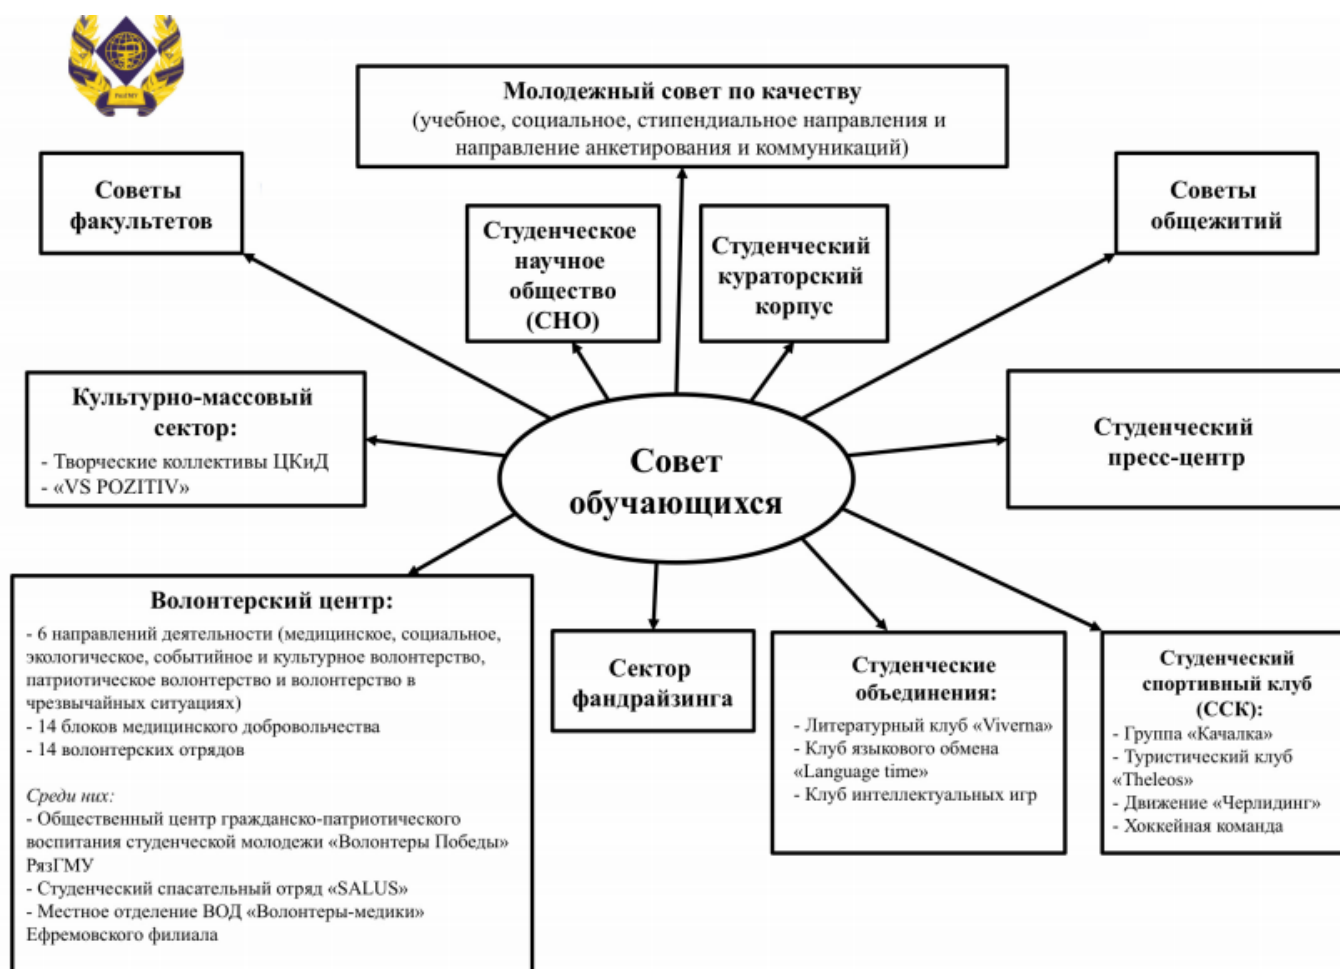 РязГМУ
Молодежный совет по качеству
(учебное, социальное, стипендиальное направления и
направление анкетирования и коммуникаций)
Советы
факультетов
Студенческое
научное
общество
(СНО)
Студенческий
кураторский
корпус
Советы
общежитий
Культурно-массовый
сектор:
- Творческие коллективы ЦКиД
- «VS POZITIV»
Совет
обучающихся
Студенческий
пресс-центр
Волонтерский центр:
- 6 направлений деятельности (медицинское, социальное,
экологическое, событийное и культурное волонтерство,
патриотическое волонтерство и волонтерство в
чрезвычайных ситуациях)
- 14 блоков медицинского добровольчества
- 14 волонтерских отрядов
Среди них:
- Общественный центр гражданско-патриотического
воспитания студенческой молодежи «Волонтеры Победы»
РязГМУ
- Студенческий спасательный отряд «SALUS»
- Местное отделение ВОД «Волонтеры-медики»
Ефремовского филиала
Сектор
фандрайзинга
Студенческие
объединения:
- Литературный клуб «Viverna»
- Клуб языкового обмена
«Language time»
- Клуб интеллектуальных игр
Студенческий
спортивный клуб
(ССК):
- Группа «Качалка»
- Туристический клуб
«Theleos»
- Движение «Черлидинг»
- Хоккейная команда